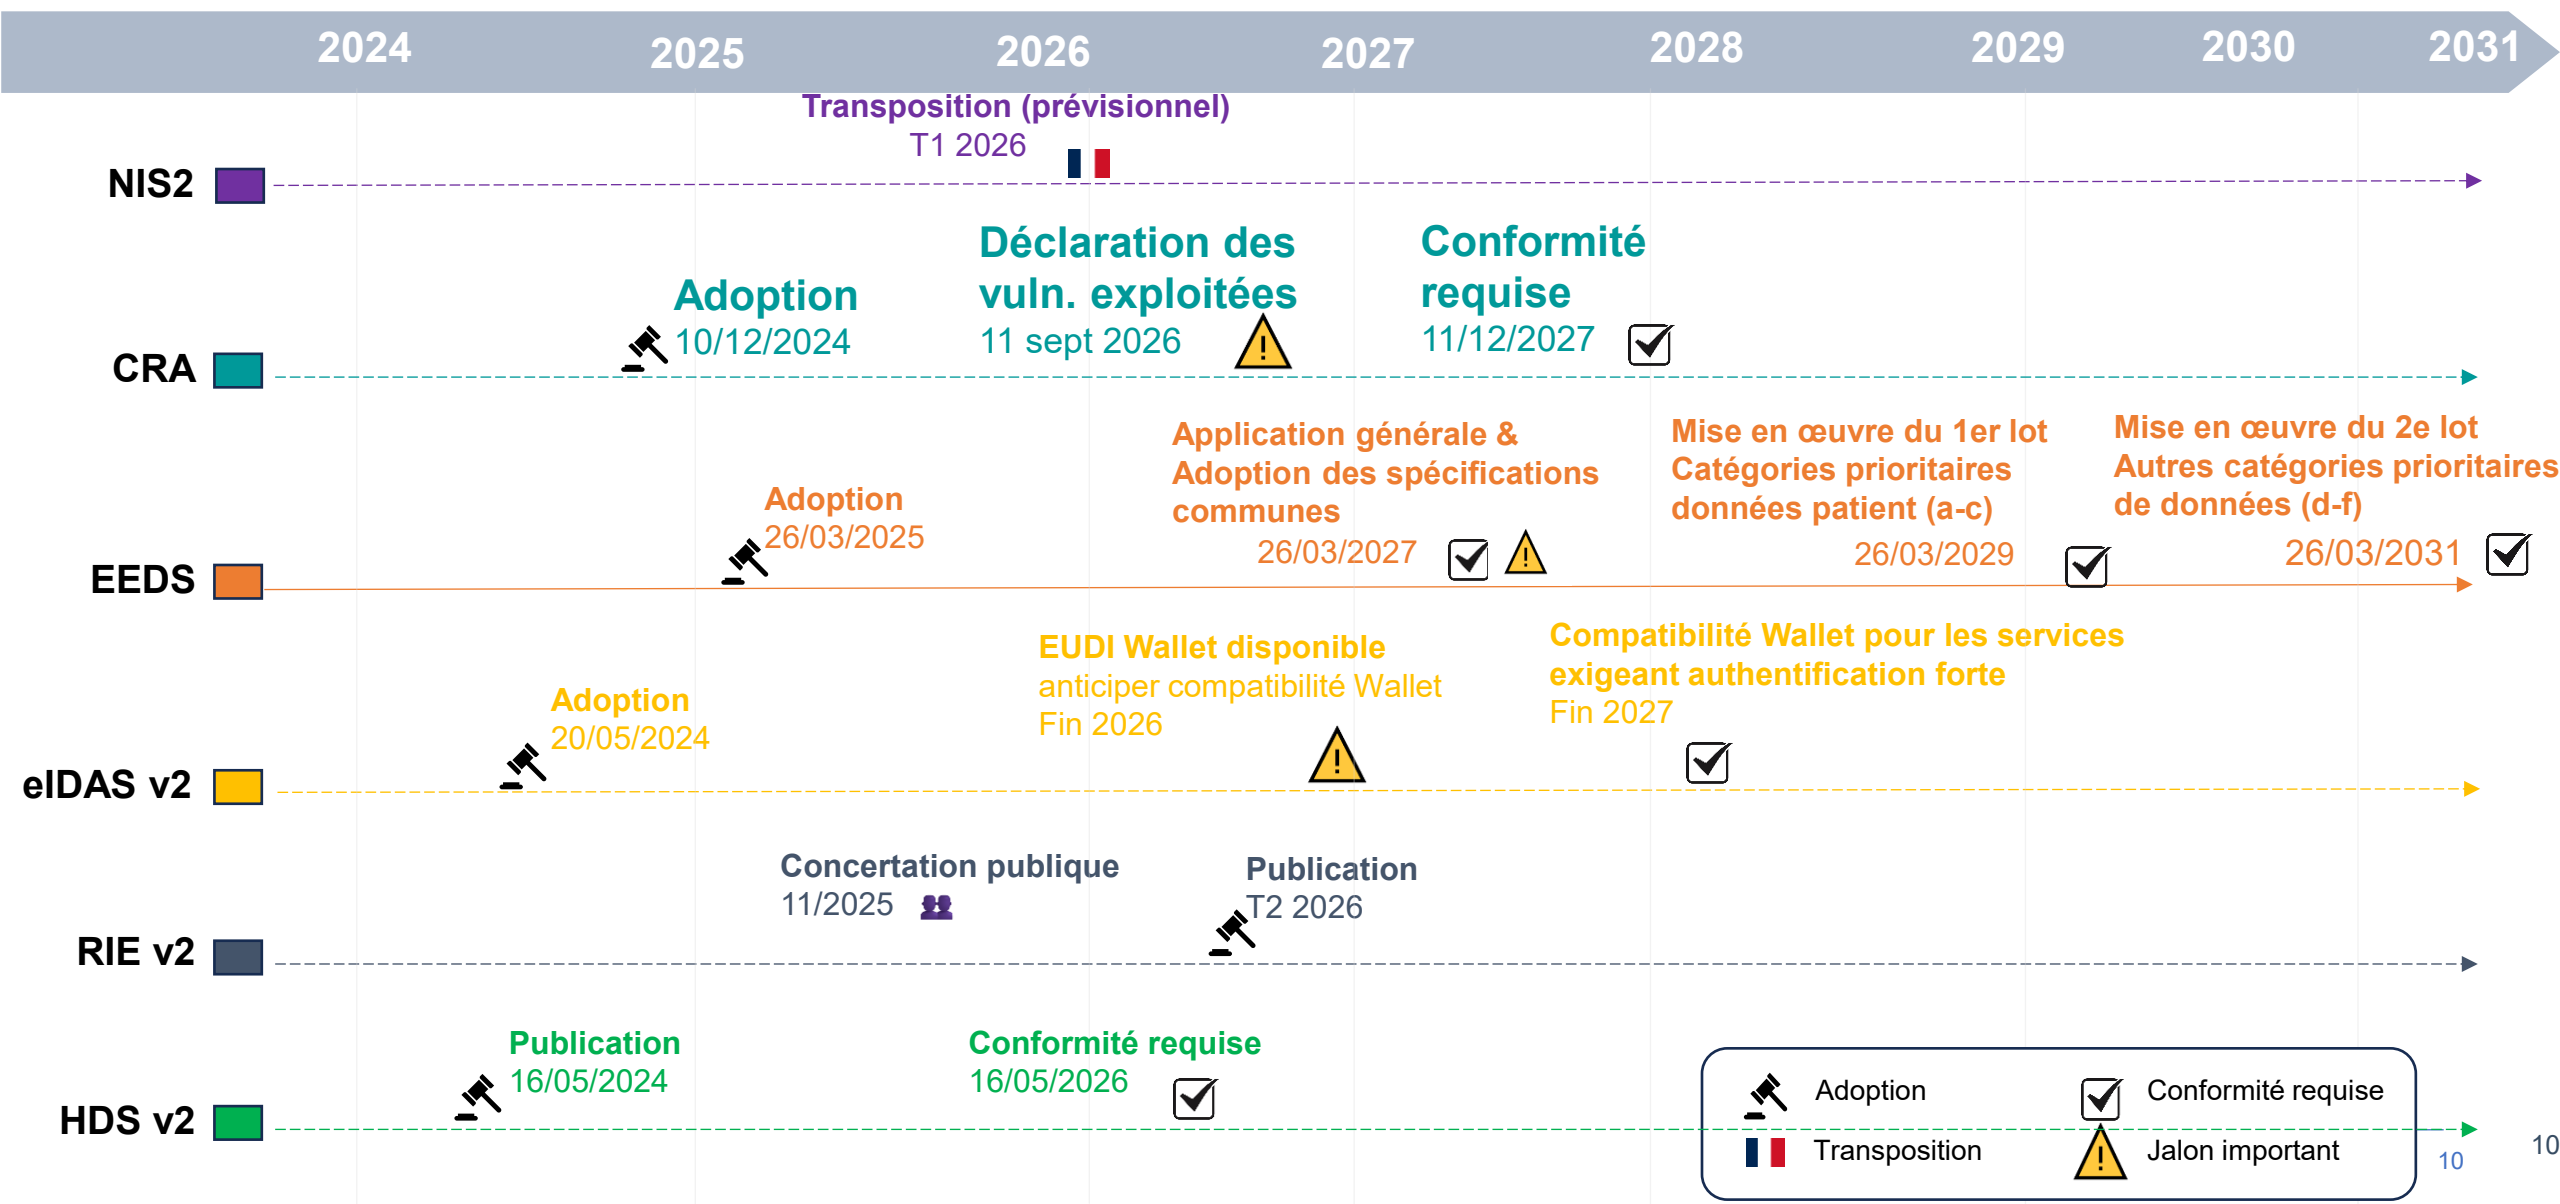 2024 2025 2026 2027 2028 2029 2030 2031
Transposition (prévisionnel)
T1 2026
NIS2
Déclaration des
vuln. exploitées
11 sept 2026
Conformité
requise
11/12/2027
Adoption
10/12/2024
CRA
Application générale &
Adoption des spécifications
communes
26/03/2027
Mise en œuvre du 1er lot
Catégories prioritaires
données patient (a-c)
26/03/2029
Mise en œuvre du 2e lot
Autres catégories prioritaires
de données (d-f)
26/03/2031
Adoption
26/03/2025
EEDS
EUDI Wallet disponible
anticiper compatibilité Wallet
Fin 2026
Compatibilité Wallet pour les services
exigeant authentification forte
Fin 2027
Adoption
20/05/2024
eIDAS v2
Concertation publique
11/2025
Publication
T2 2026
RIE v2
Publication
16/05/2024
Conformité requise
16/05/2026
HDS v2
Adoption
Conformité requise
Transposition
Jalon important
10
10